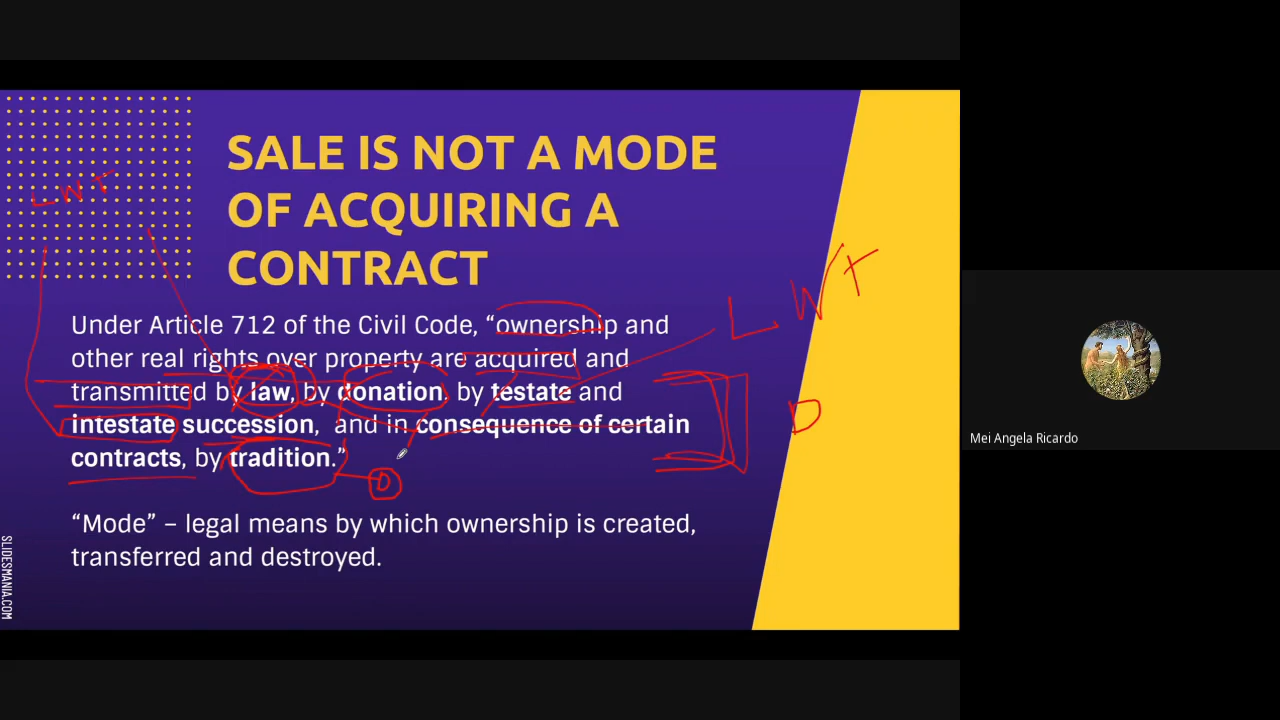 SALE IS NOT A MODE
OF ACQUIRING A
CONTRACT
L W T
Under Article 712 of the Civil Code, “ownership and
other real rights over property are acquired and
transmitted by law, by donation, by testate and
intestate succession, and in consequence of certain
contracts, by tradition.”
L W T
D
D
“Mode” – legal means by which ownership is created,
transferred and destroyed.
SLIDESMANIA.COM
Mei Angela Ricardo